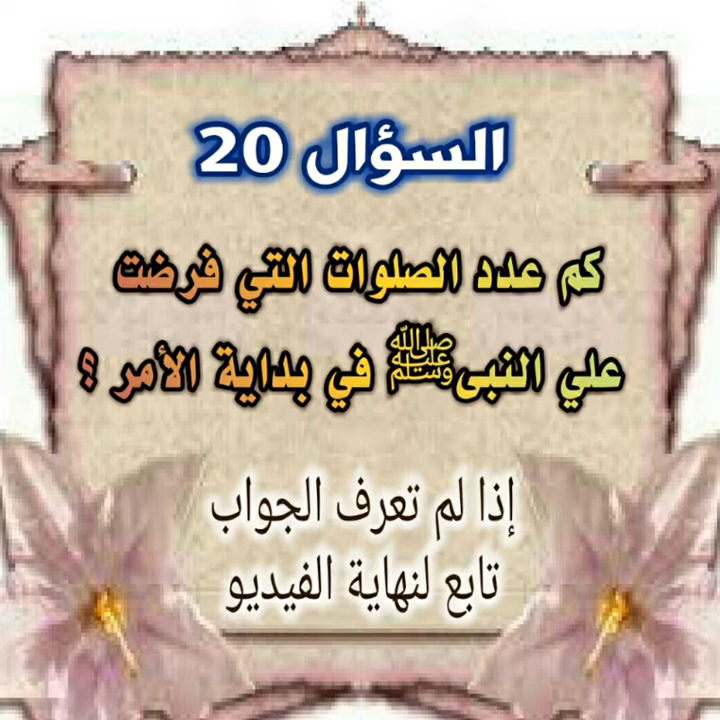 السؤال 20
كم عدد الصلوات التي فرضت
علي النبى ﷺ في بداية الأمر ؟
إذا لم تعرف الجواب
تابع لنهاية الفيديو